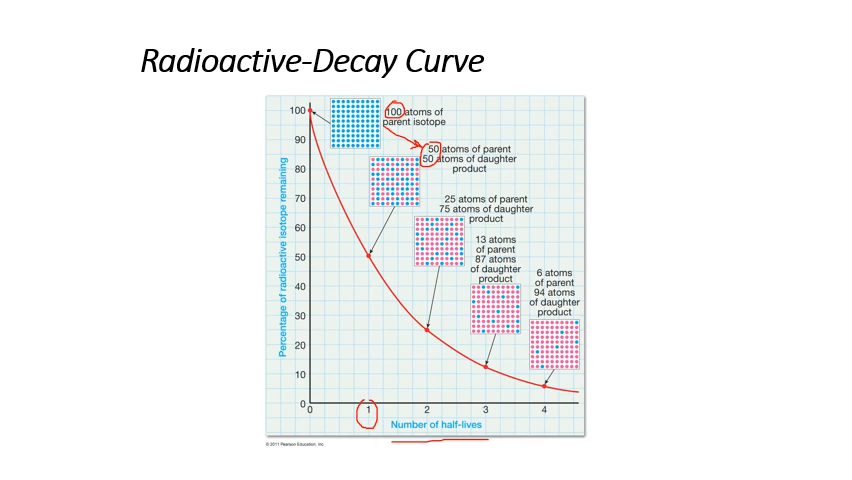 Radioactive-Decay Curve
100 atoms of
parent isotope
50 atoms of parent
50 atoms of daughter
product
25 atoms of parent
75 atoms of daughter
product
13 atoms
of parent
87 atoms
of daughter
product
6 atoms
of parent
94 atoms
of daughter
product
Percentage of radioactive isotope remaining
100
90
80
70
60
50
40
30
20
10
0
0 1 2 3 4
Number of half-lives
© 2011 Pearson Education, Inc